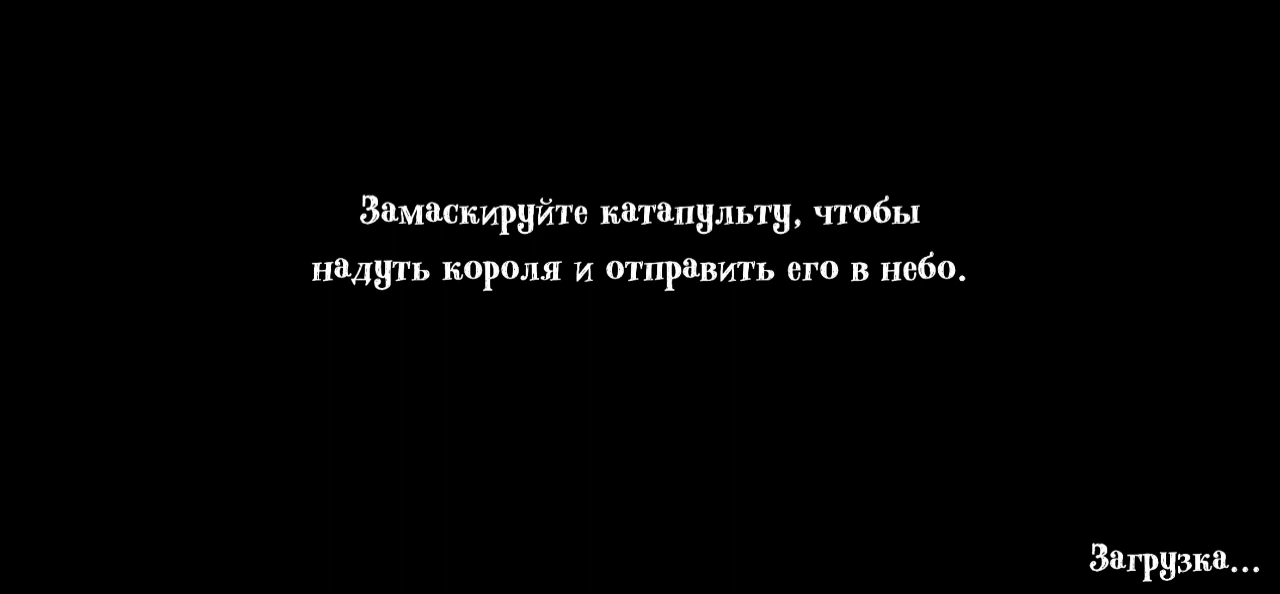 Замаскируйте катапульту, чтобы
надуть короля и отправить его в небо.
Загрузка...